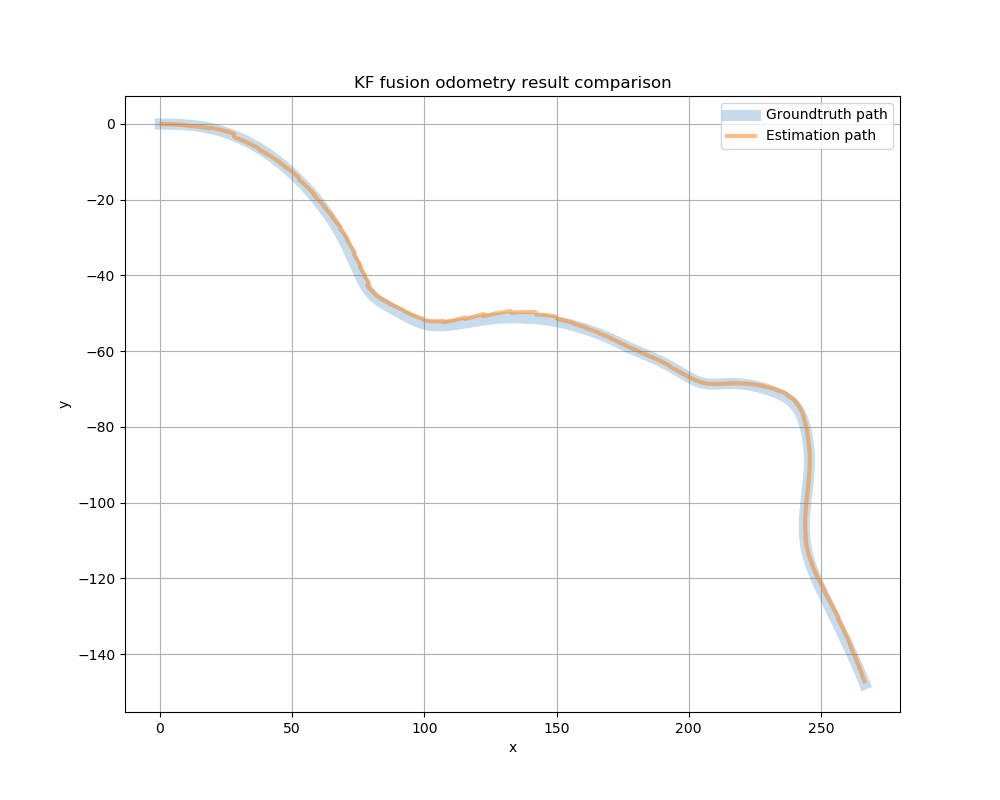 KF fusion odometry result comparison
Groundtruth path
Estimation path
0
−20
−40
−60
−80
−100
−120
−140
y
0 50 100 150 200 250
x